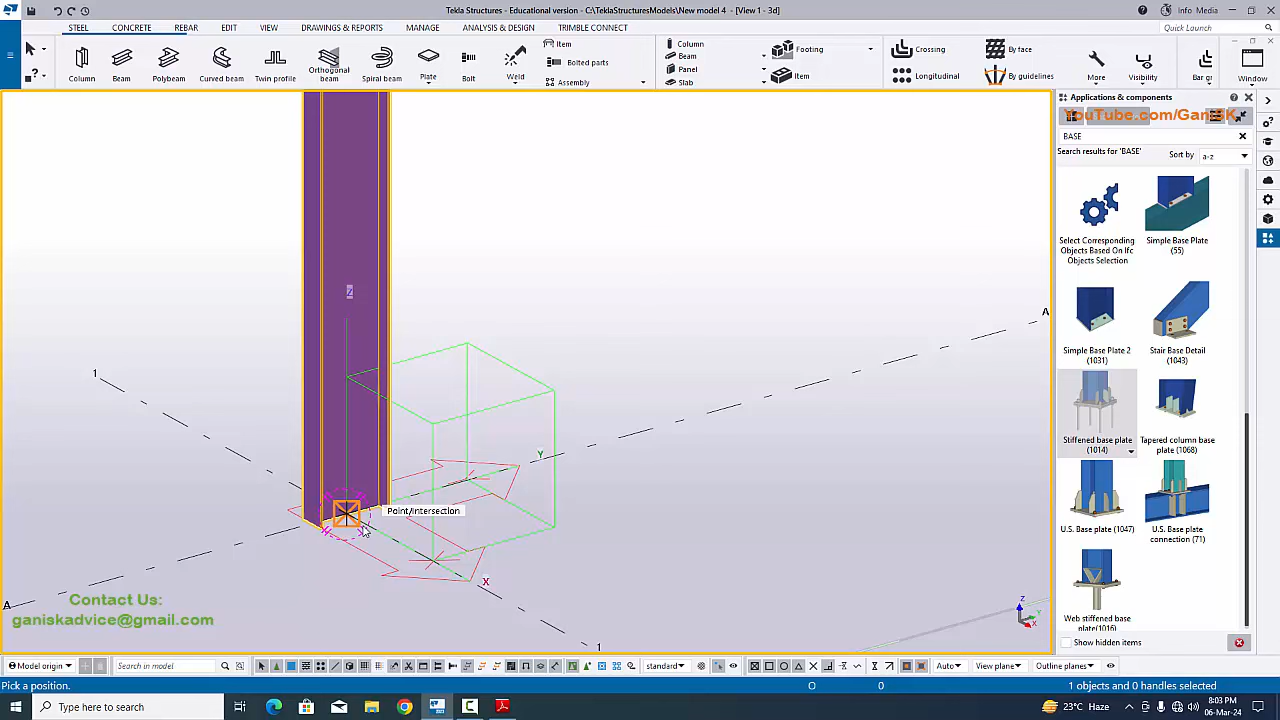 Tekla Structures - Educational version - C:\TeklaStructuresModels\New model 4 - [View 1 - 3d]
Info Media
STEEL CONCRETE REBAR EDIT VIEW DRAWINGS & REPORTS MANAGE ANALYSIS & DESIGN TRIMBLE CONNECT
Quick Launch
Column Beam Polybeam Curved beam Twin profile Orthogonal beam Spiral beam Plate Bolt Weld
Item
Bolted parts
Assembly
Column
Beam
Panel
Slab
Footing
Item
Crossing
Longitudinal
By face
By guidelines
More Visibility Bar gr Window
Applications & components
YouTube.com/GaniSK
BASE
Search results for 'BASE'
Sort by a-z
Select Corresponding Objects Based On Ifc Objects Selection
Simple Base Plate (55)
Simple Base Plate 2 (1031)
Stair Base Detail (1043)
Stiffened base plate (1014)
Tapered column base plate (1068)
U.S. Base plate (1047)
U.S. Base plate connection (71)
Web stiffened base plate(1016)
Show hidden items
Z
1
A
Y
Point/Intersection
X
A
1
Contact Us:
ganiskadvice@gmail.com
Z
Y
X
Model origin
Search in model
standard
Auto
View plane
Outline planes
Pick a position.
O
0
1 objects and 0 handles selected
Type here to search
23°C Haze
8:03 PM
06-Mar-24